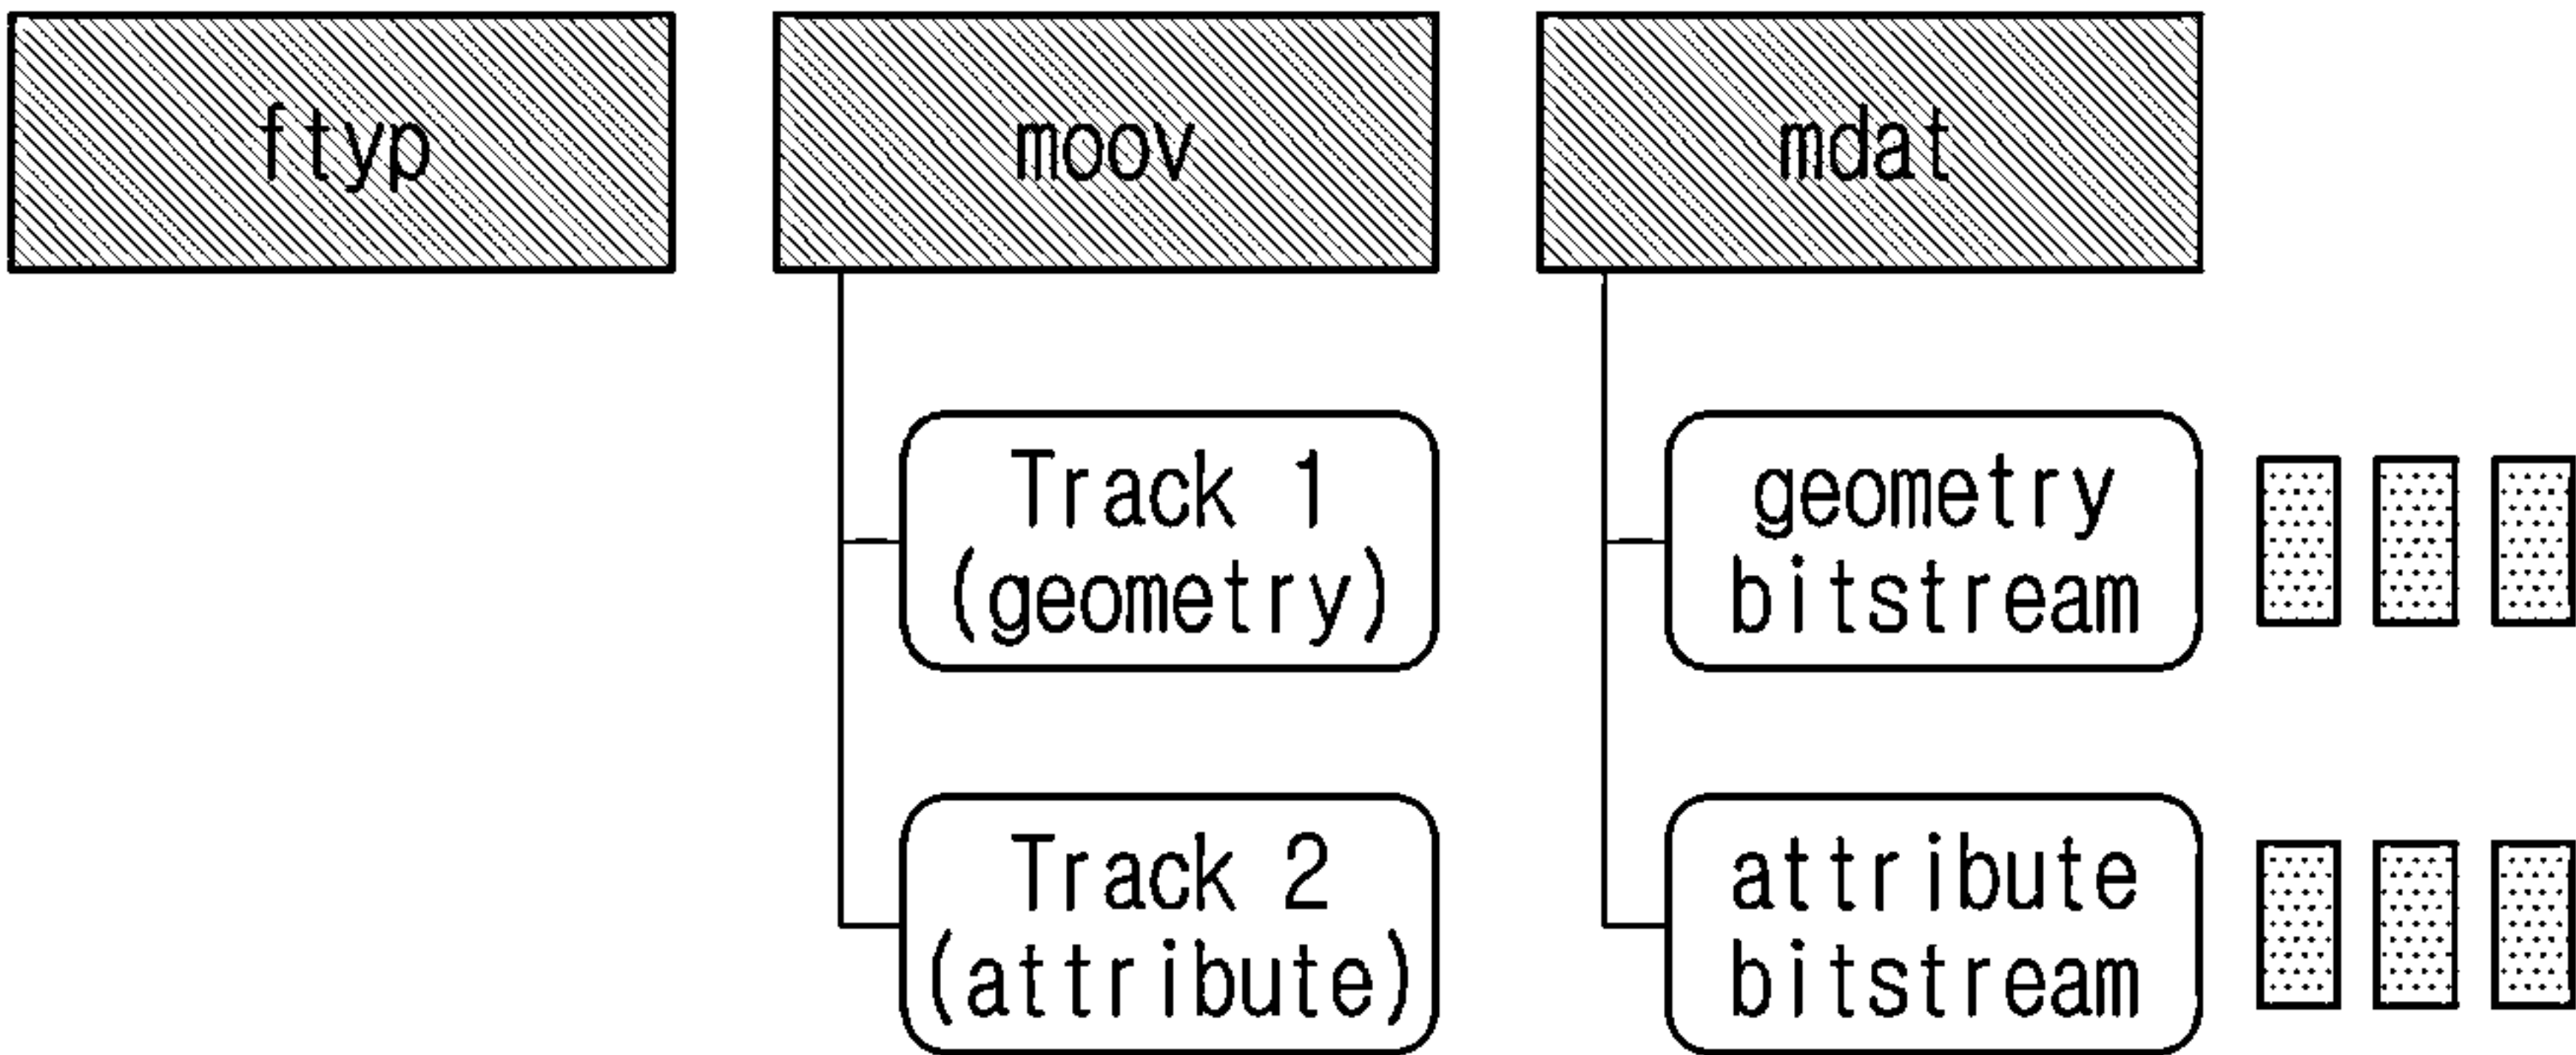 ftyp
moov
mdat
Track 1
(geometry)
geometry
bitstream
Track 2
(attribute)
attribute
bitstream